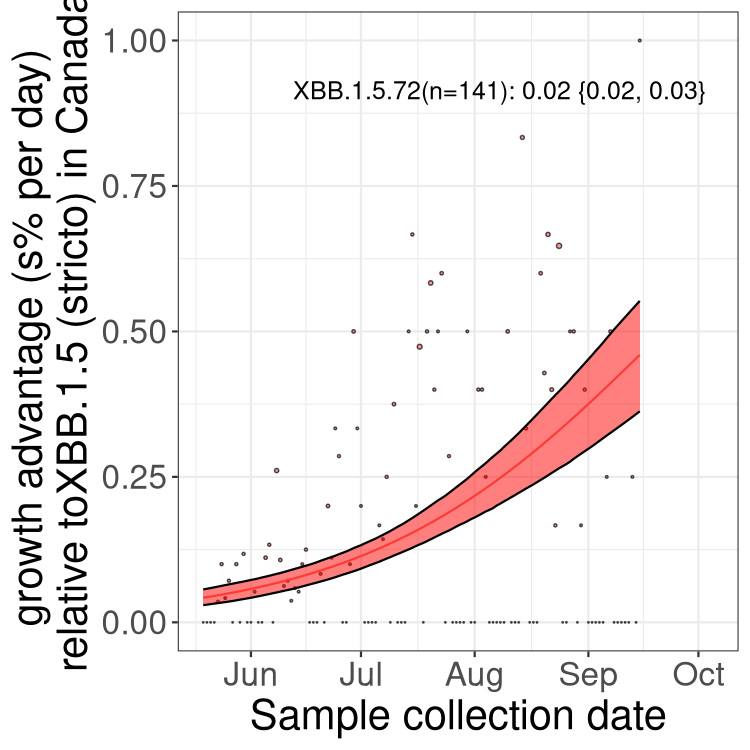 growth advantage (s% per day)
relative toXBB.1.5 (stricto) in Canada
1.00
0.75
0.50
0.25
0.00
XBB.1.5.72(n=141): 0.02 {0.02, 0.03}
Jun Jul Aug Sep Oct
Sample collection date